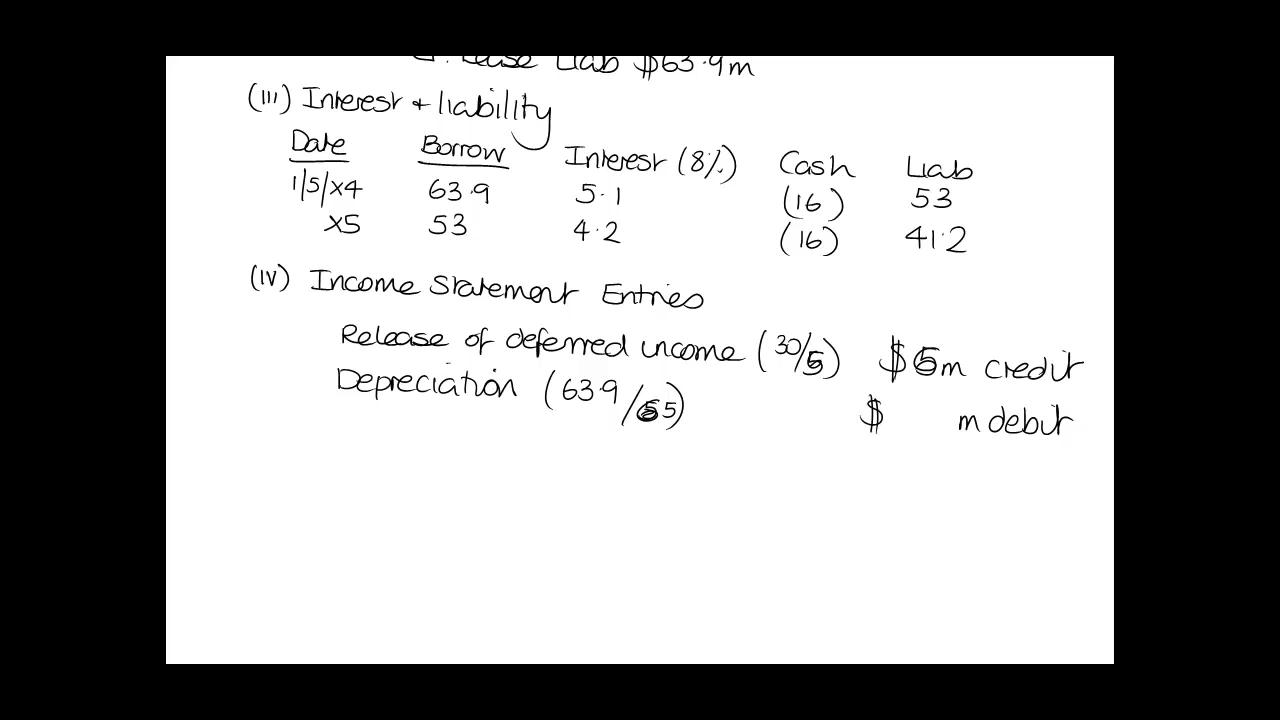 Lease Liab $63.9m
(III) Interest + liability
Date Borrow Interest (8%) Cash Liab
1/5/x4 63.9 5.1 (16) 53
x5 53 4.2 (16) 41.2
(IV) Income Statement Entries
Release of deferred income (30/5) $6m credit
Depreciation (63.9/5) $ m debit